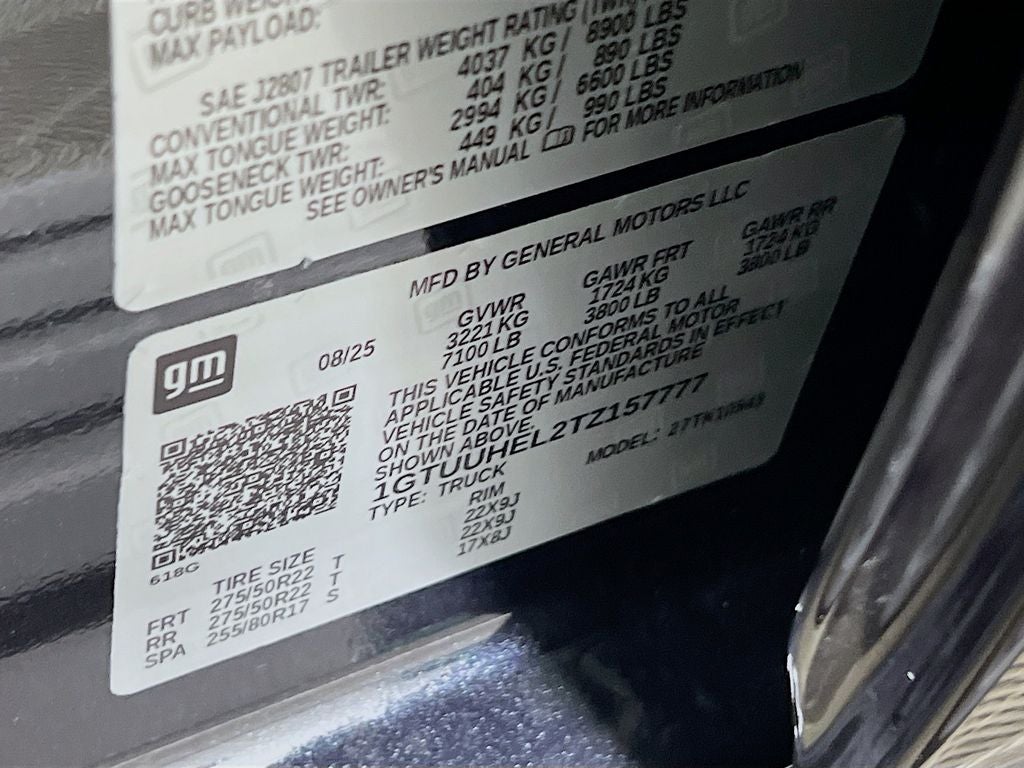 CURB WEIGHT
MAX PAYLOAD:
SAE J2807 TRAILER WEIGHT RATING (TWR)
CONVENTIONAL TWR: 4037 KG/ 8900 LBS
MAX TONGUE WEIGHT: 404 KG/ 890 LBS
GOOSENECK TWR: 2994 KG/ 6600 LBS
MAX TONGUE WEIGHT: 449 KG/ 990 LBS
SEE OWNER'S MANUAL FOR MORE INFORMATION
MFD BY GENERAL MOTORS LLC
gm
08/25
GVWR GAWR FRT GAWR RR
3221 KG 1724 KG 1724 KG
7100 LB 3800 LB 3800 LB
THIS VEHICLE CONFORMS TO ALL
APPLICABLE U.S. FEDERAL MOTOR
VEHICLE SAFETY STANDARDS IN EFFECT
ON THE DATE OF MANUFACTURE
SHOWN ABOVE.
1GTUUHEL2TZ157777
TYPE: TRUCK MODEL:
618G
TIRE SIZE RIM
FRT 275/50R22 T 22X9J
RR 275/50R22 T 22X9J
SPA 255/80R17 S 17X8J